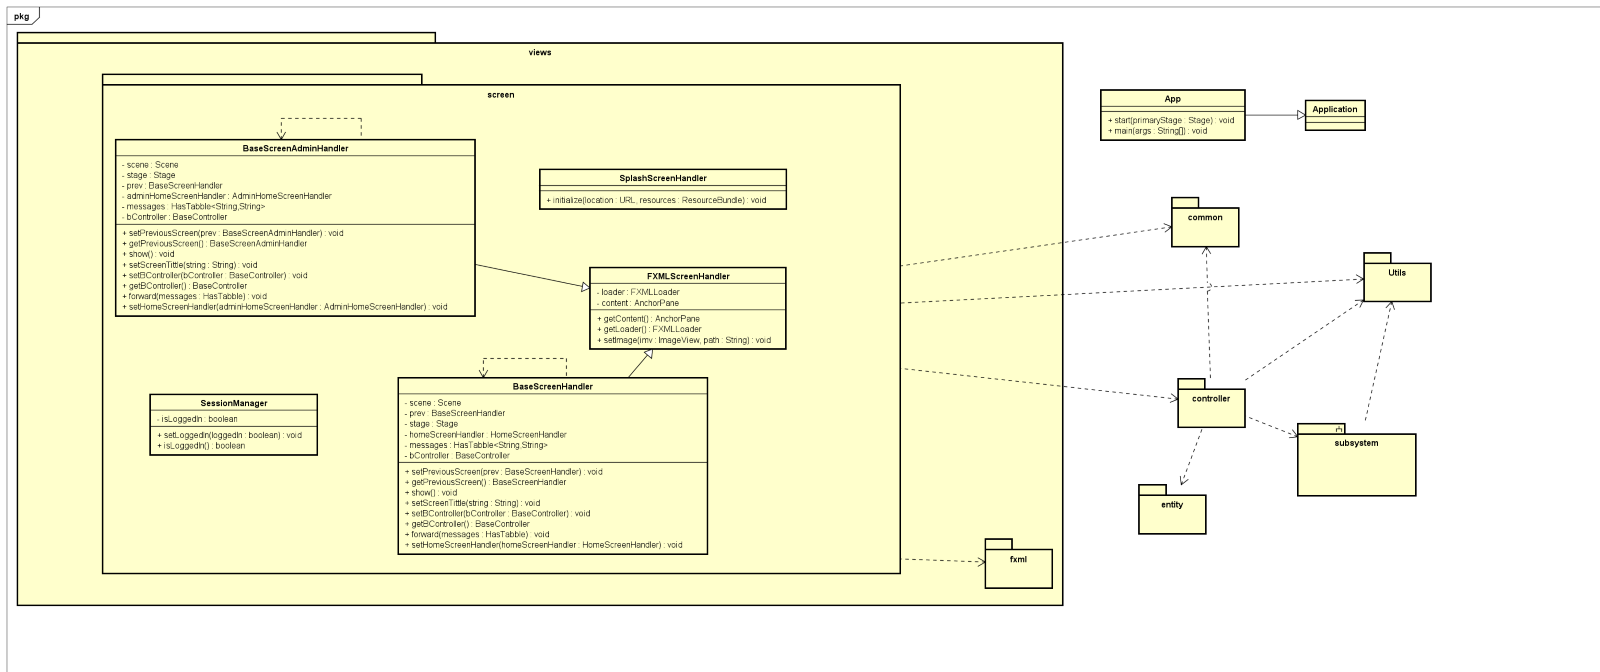 pkg
views
screen
BaseScreenAdminHandler
- scene : Scene
- stage : Stage
- prev : BaseScreenHandler
- adminHomeScreenHandler : AdminHomeScreenHandler
- messages : HasTabble<String,String>
- bController : BaseController
+ setPreviousScreen(prev : BaseScreenAdminHandler) : void
+ getPreviousScreen() : BaseScreenAdminHandler
+ show() : void
+ setScreenTittle(string : String) : void
+ setBController(bController : BaseController) : void
+ getBController() : BaseController
+ forward(messages : HasTabble) : void
+ setHomeScreenHandler(adminHomeScreenHandler : AdminHomeScreenHandler) : void
SplashScreenHandler
+ initialize(location : URL, resources : ResourceBundle) : void
FXMLScreenHandler
- loader : FXMLLoader
- content : AnchorPane
+ getContent() : AnchorPane
+ getLoader() : FXMLLoader
+ setImage(imv : ImageView, path : String) : void
SessionManager
- isLoggedIn : boolean
+ setLoggedIn(loggedIn : boolean) : void
+ isLoggedIn() : boolean
BaseScreenHandler
- scene : Scene
- prev : BaseScreenHandler
- stage : Stage
- homeScreenHandler : HomeScreenHandler
- messages : HasTabble<String,String>
- bController : BaseController
+ setPreviousScreen(prev : BaseScreenHandler) : void
+ getPreviousScreen() : BaseScreenHandler
+ show() : void
+ setScreenTittle(string : String) : void
+ setBController(bController : BaseController) : void
+ getBController() : BaseController
+ forward(messages : HasTabble) : void
+ setHomeScreenHandler(homeScreenHandler : HomeScreenHandler) : void
fxml
App
+ start(primaryStage : Stage) : void
+ main(args : String[]) : void
Application
common
Utils
controller
subsystem
entity